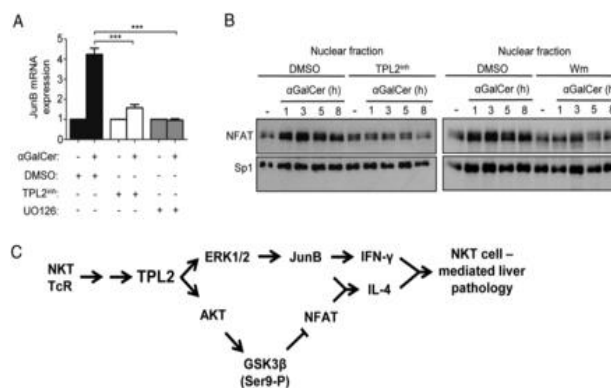 A
***
***
JunB mRNA
expression
5
4
3
2
1
0
αGalCer: - + - + - +
DMSO: + + - - - -
TPL2inh: - - + + - -
UO126: - - - - + +
B
Nuclear fraction
DMSO TPL2inh
αGalCer (h) αGalCer (h)
- 1 3 5 8 - 1 3 5 8
NFAT
Sp1
Nuclear fraction
DMSO Wm
αGalCer (h) αGalCer (h)
- 1 3 5 8 - 1 3 5 8
C
NKT
TcR
TPL2
ERK1/2
JunB
IFN-γ
IL-4
NKT cell –
mediated liver
pathology
AKT
NFAT
GSK3β
(Ser9-P)